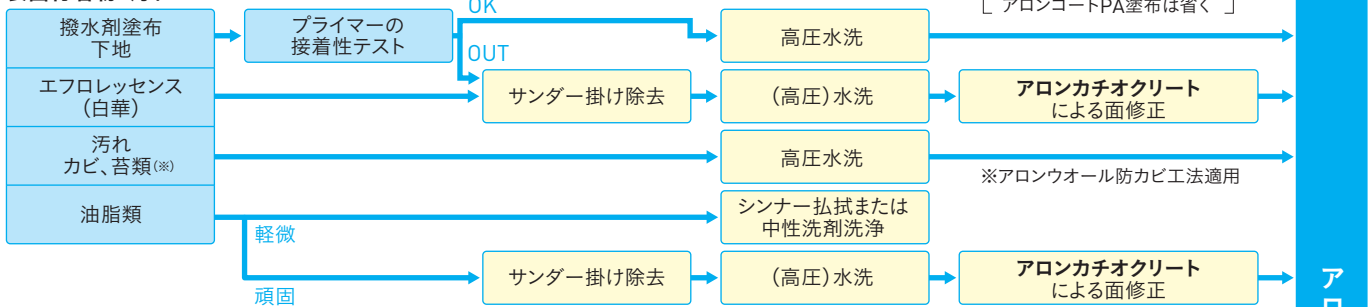 OK
[ アロンコートPA塗布は省く ]
撥水剤塗布
下地
プライマーの
接着性テスト
高圧水洗
OUT
エフロレッセンス
(白華)
サンダー掛け除去
(高圧)水洗
アロンカチオクリート
による面修正
汚れ
カビ、苔類(※)
高圧水洗
※アロンウオール防カビ工法適用
油脂類
シンナー払拭または
中性洗剤洗浄
軽微
サンダー掛け除去
(高圧)水洗
アロンカチオクリート
による面修正
頑固
ア